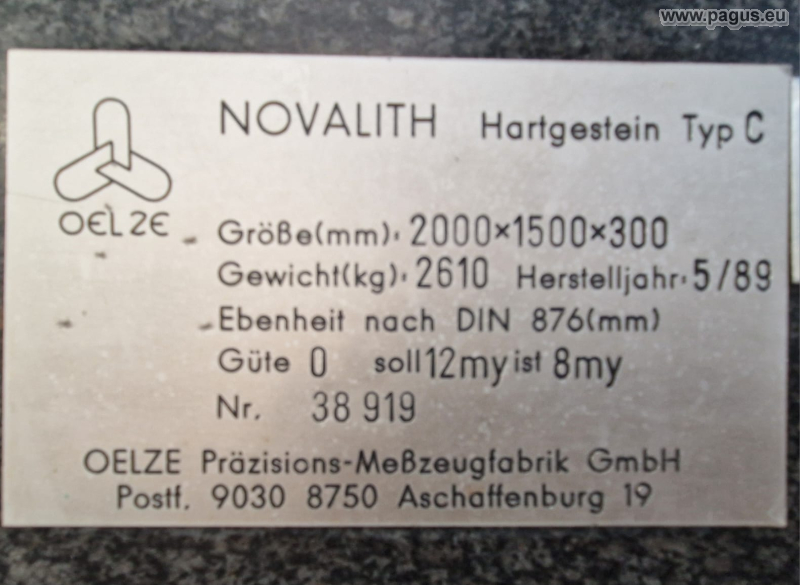 www.pagus.eu
NOVALITH Hartgestein Typ C
OELZE
Größe(mm): 2000×1500×300
Gewicht(kg): 2610 Herstelljahr: 5/89
Ebenheit nach DIN 876(mm)
Güte 0 soll 12my ist 8my
Nr. 38 919
OELZE Präzisions-Meßzeugfabrik GmbH
Postf. 9030 8750 Aschaffenburg 19